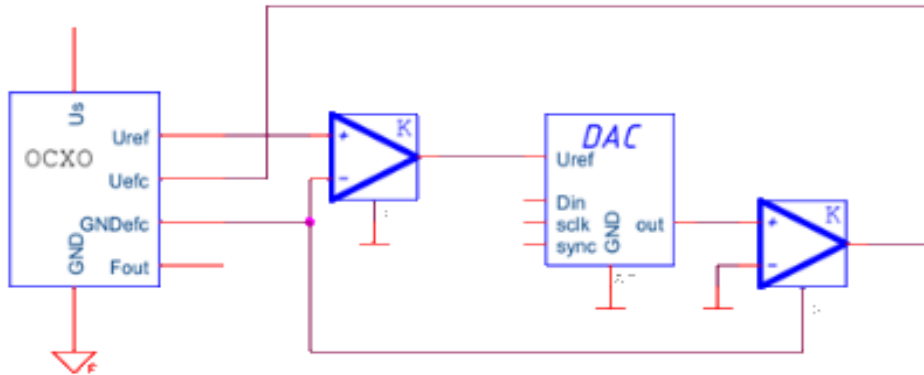 Us
OCXO
Uref
Uefc
GNDefc
Fout
GND
K
DAC
Uref
Din
sclk
sync
GND
out
K
+
−
+
−